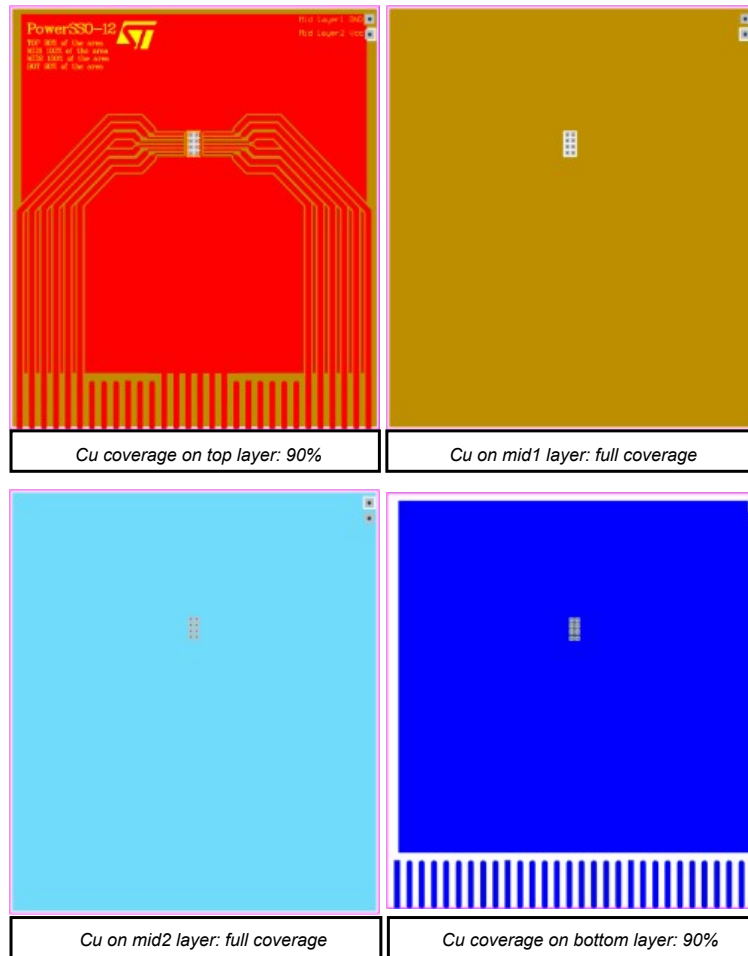 PowerSSO-12
TOP 90% of the area
MID1 100% of the area
MID2 100% of the area
BOT 90% of the area
Mid Layer1 GND
Mid Layer2 Vcc
Cu coverage on top layer: 90%
Cu on mid1 layer: full coverage
Cu on mid2 layer: full coverage
Cu coverage on bottom layer: 90%